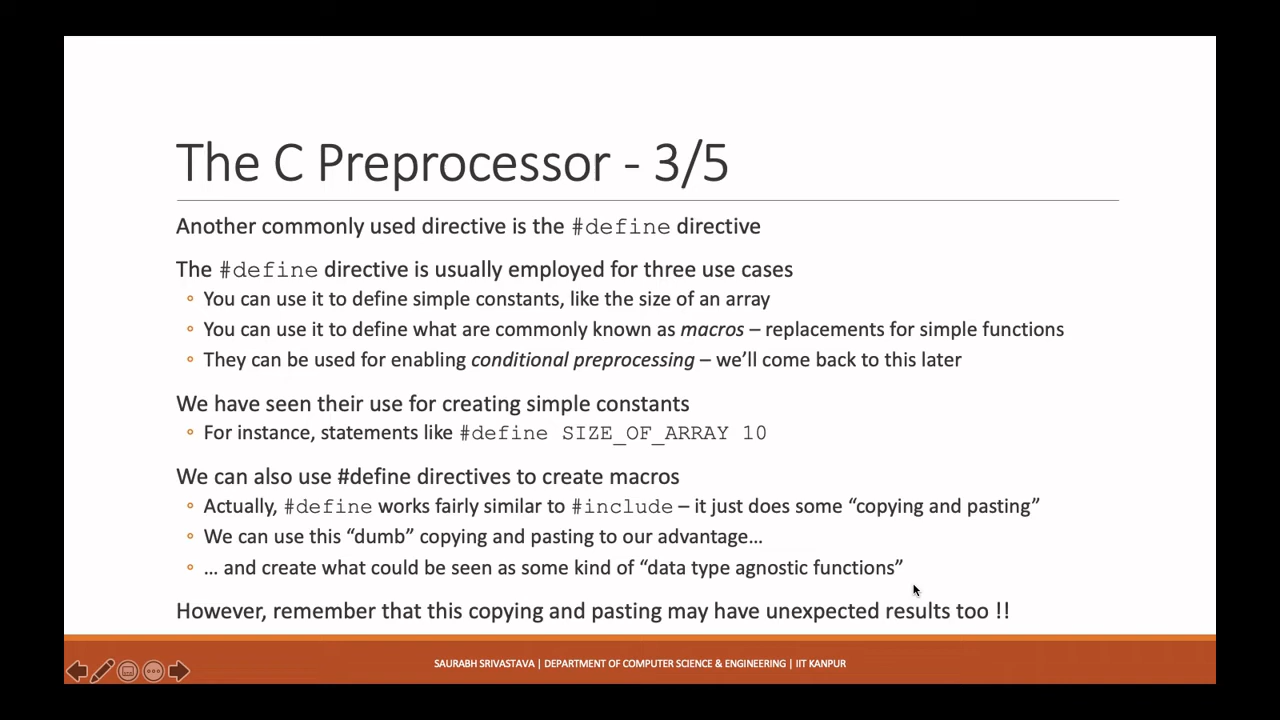 The C Preprocessor - 3/5
Another commonly used directive is the #define directive
The #define directive is usually employed for three use cases
◦ You can use it to define simple constants, like the size of an array
◦ You can use it to define what are commonly known as macros – replacements for simple functions
◦ They can be used for enabling conditional preprocessing – we’ll come back to this later
We have seen their use for creating simple constants
◦ For instance, statements like #define SIZE_OF_ARRAY 10
We can also use #define directives to create macros
◦ Actually, #define works fairly similar to #include – it just does some “copying and pasting”
◦ We can use this “dumb” copying and pasting to our advantage…
◦ … and create what could be seen as some kind of “data type agnostic functions”
However, remember that this copying and pasting may have unexpected results too !!
SAURABH SRIVASTAVA | DEPARTMENT OF COMPUTER SCIENCE & ENGINEERING | IIT KANPUR